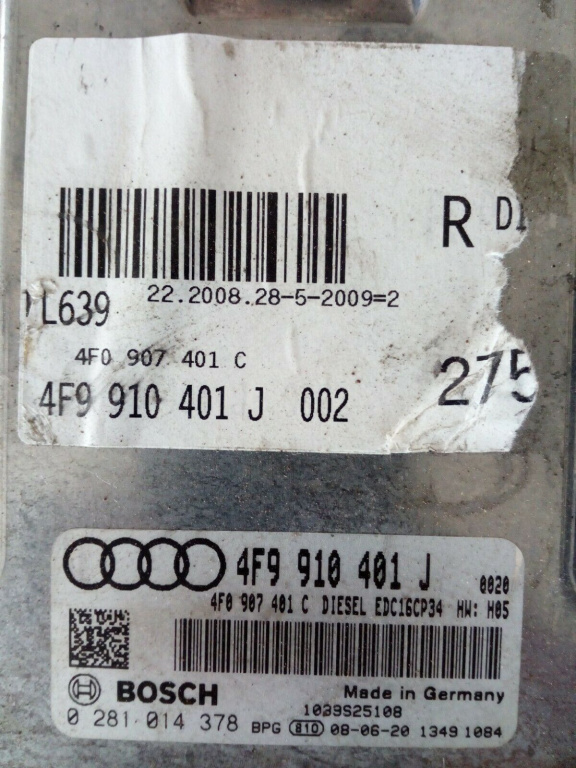 R DI
22.2008.28-5-2009=2
L639
4F0 907 401 C
275
4F9 910 401 J 002
4F9 910 401 J 0020
4F0 907 401 C DIESEL EDC16CP34 HW: H05
BOSCH Made in Germany
1039S25108
0 281 014 378 BPG 810 08-06-20 1349 1084